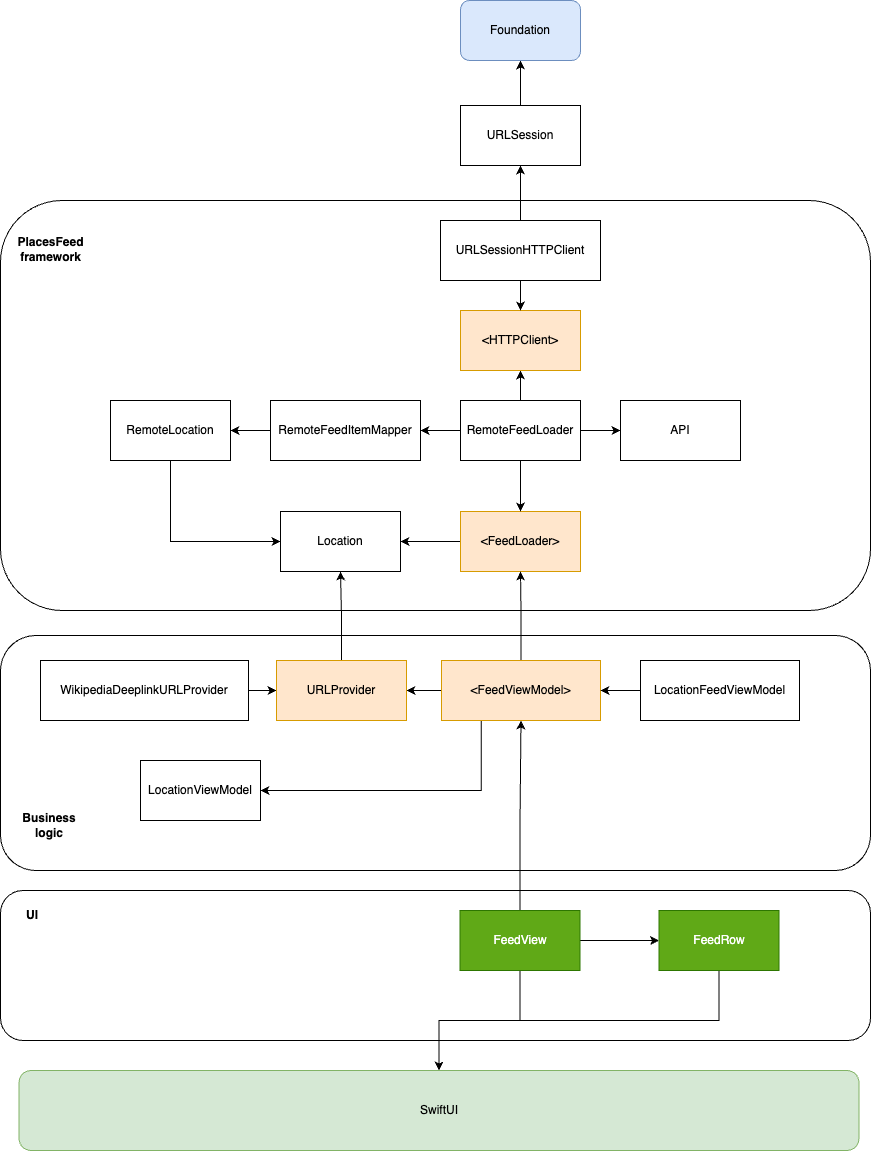 Foundation
URLSession
PlacesFeed
framework
URLSessionHTTPClient
<HTTPClient>
RemoteLocation
RemoteFeedItemMapper
RemoteFeedLoader
API
Location
<FeedLoader>
WikipediaDeeplinkURLProvider
URLProvider
<FeedViewModel>
LocationFeedViewModel
LocationViewModel
Business
logic
UI
FeedView
FeedRow
SwiftUI